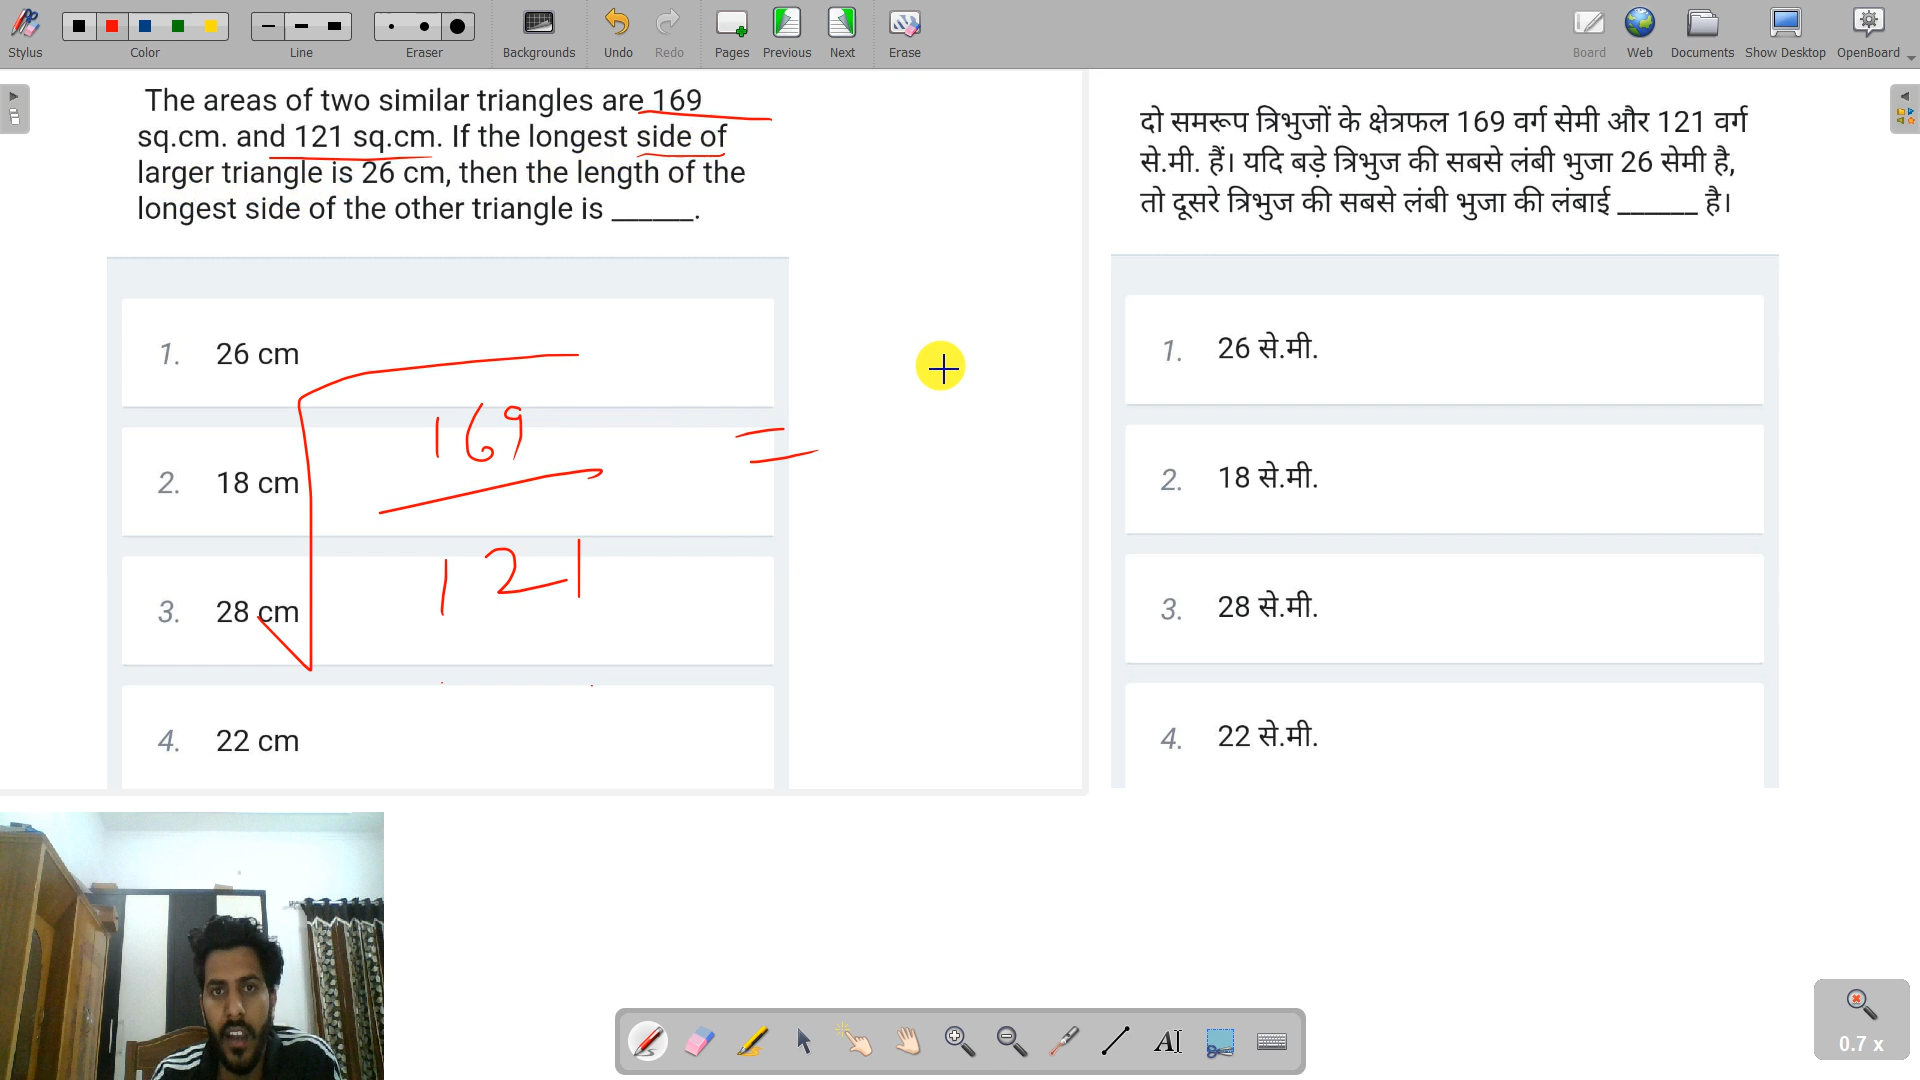 Stylus
Color
Line
Eraser
Backgrounds
Undo
Redo
Pages
Previous
Next
Erase
Board
Web
Documents
Show Desktop
OpenBoard
The areas of two similar triangles are 169
sq.cm. and 121 sq.cm. If the longest side of
larger triangle is 26 cm, then the length of the
longest side of the other triangle is ______.
1. 26 cm
2. 18 cm
3. 28 cm
4. 22 cm
169
121
=
दो समरूप त्रिभुजों के क्षेत्रफल 169 वर्ग सेमी और 121 वर्ग
से.मी. हैं। यदि बड़े त्रिभुज की सबसे लंबी भुजा 26 सेमी है,
तो दूसरे त्रिभुज की सबसे लंबी भुजा की लंबाई ______ है।
1. 26 से.मी.
2. 18 से.मी.
3. 28 से.मी.
4. 22 से.मी.
0.7 x